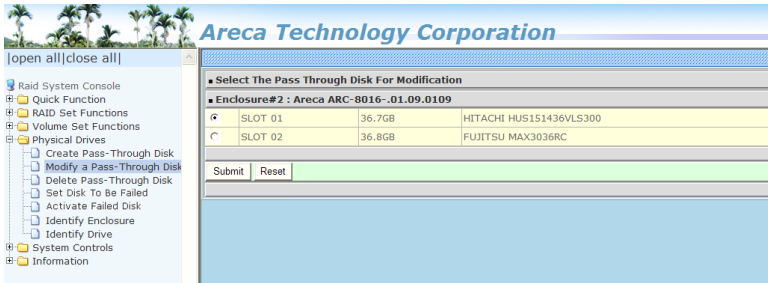 Areca Technology Corporation
|open all|close all|
Raid System Console
Quick Function
RAID Set Functions
Volume Set Functions
Physical Drives
Create Pass-Through Disk
Modify a Pass-Through Disk
Delete Pass-Through Disk
Set Disk To Be Failed
Activate Failed Disk
Identify Enclosure
Identify Drive
System Controls
Information
Select The Pass Through Disk For Modification
Enclosure#2 : Areca ARC-8016-.01.09.0109
SLOT 01 36.7GB HITACHI HUS151436VLS300
SLOT 02 36.8GB FUJITSU MAX3036RC
Submit Reset